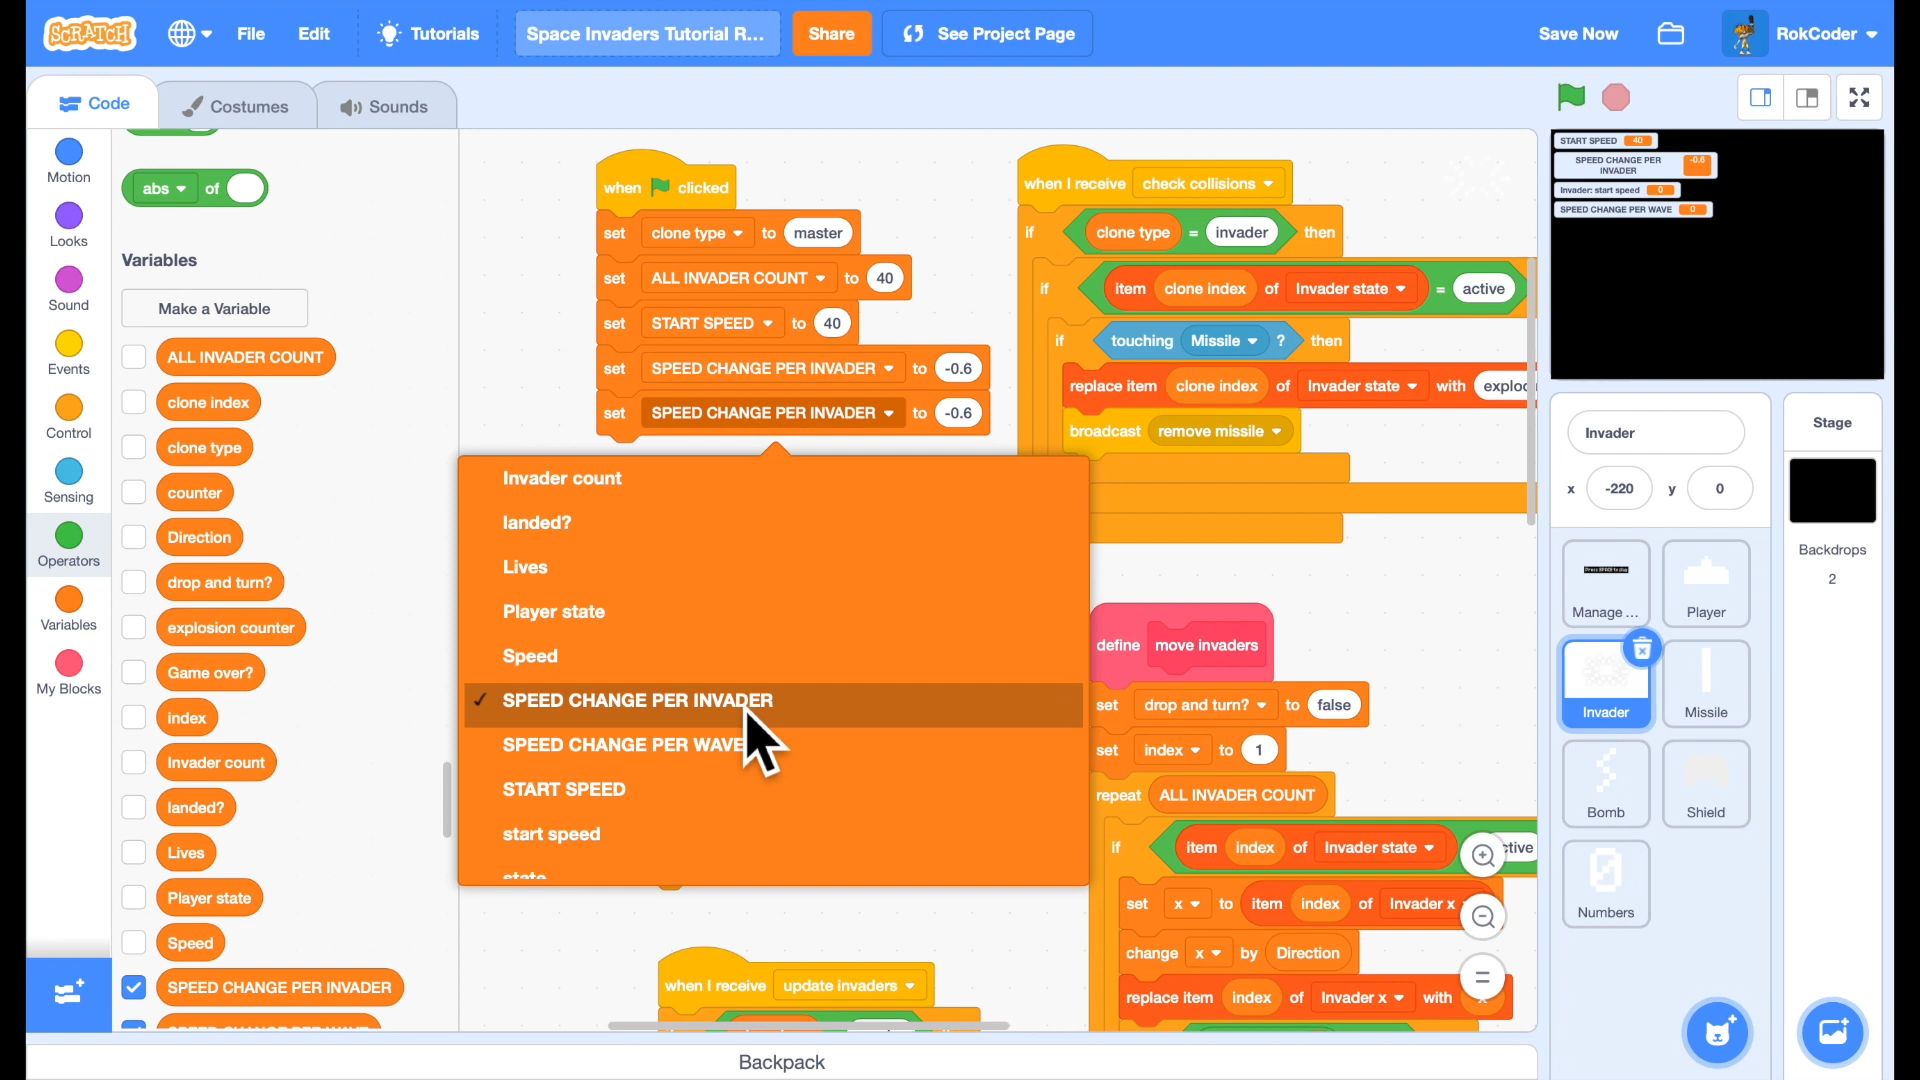 SCRATCH
File
Edit
Tutorials
Space Invaders Tutorial R...
Share
See Project Page
Save Now
RokCoder
Code
Costumes
Sounds
Motion
Looks
Sound
Events
Control
Sensing
Operators
Variables
My Blocks
abs of
Variables
Make a Variable
ALL INVADER COUNT
clone index
clone type
counter
Direction
drop and turn?
explosion counter
Game over?
index
Invader count
landed?
Lives
Player state
Speed
SPEED CHANGE PER INVADER
when clicked
set clone type to master
set ALL INVADER COUNT to 40
set START SPEED to 40
set SPEED CHANGE PER INVADER to -0.6
set SPEED CHANGE PER INVADER to -0.6
Invader count
landed?
Lives
Player state
Speed
✓ SPEED CHANGE PER INVADER
SPEED CHANGE PER WAVE
START SPEED
start speed
state
when I receive update invaders
when I receive check collisions
if clone type = invader then
if item clone index of Invader state = active
if touching Missile ? then
replace item clone index of Invader state with
broadcast remove missile
define move invaders
set drop and turn? to false
set index to 1
repeat ALL INVADER COUNT
if item index of Invader state
set x to item index of Invader x
change x by Direction
replace item index of Invader x with
START SPEED 40
SPEED CHANGE PER
INVADER -0.6
Invader: start speed 0
SPEED CHANGE PER WAVE 0
Invader
x -220 y 0
Manage ...
Player
Invader
Missile
Bomb
Shield
Numbers
Stage
Backdrops
2
Backpack